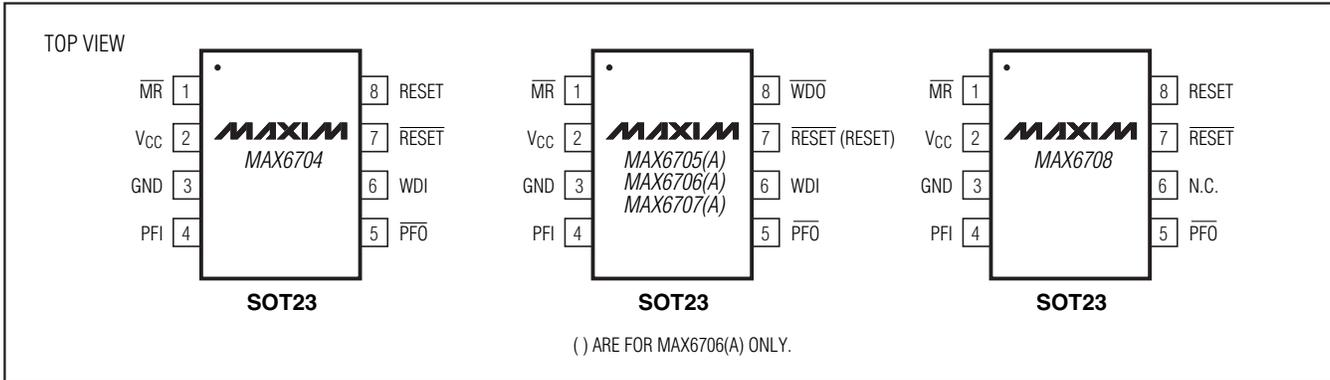 TOP VIEW
M̅R̅ 1
VCC 2
GND 3
PFI 4
MAXIM
MAX6704
8 RESET
7 R̅E̅S̅E̅T̅
6 WDI
5 P̅F̅O̅
SOT23
M̅R̅ 1
VCC 2
GND 3
PFI 4
MAXIM
MAX6705(A)
MAX6706(A)
MAX6707(A)
8 W̅D̅O̅
7 R̅E̅S̅E̅T̅ (RESET)
6 WDI
5 P̅F̅O̅
SOT23
M̅R̅ 1
VCC 2
GND 3
PFI 4
MAXIM
MAX6708
8 RESET
7 R̅E̅S̅E̅T̅
6 N.C.
5 P̅F̅O̅
SOT23
( ) ARE FOR MAX6706(A) ONLY.